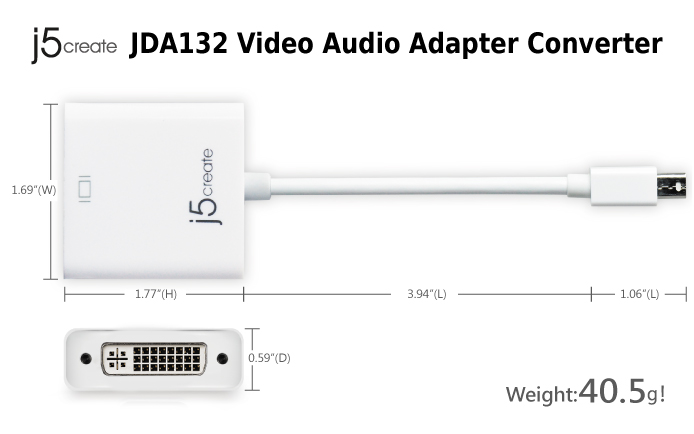 j5create JDA132 Video Audio Adapter Converter
1.69”(W)
j5create
1.77”(H)
3.94”(L)
1.06”(L)
0.59”(D)
Weight:40.5g!